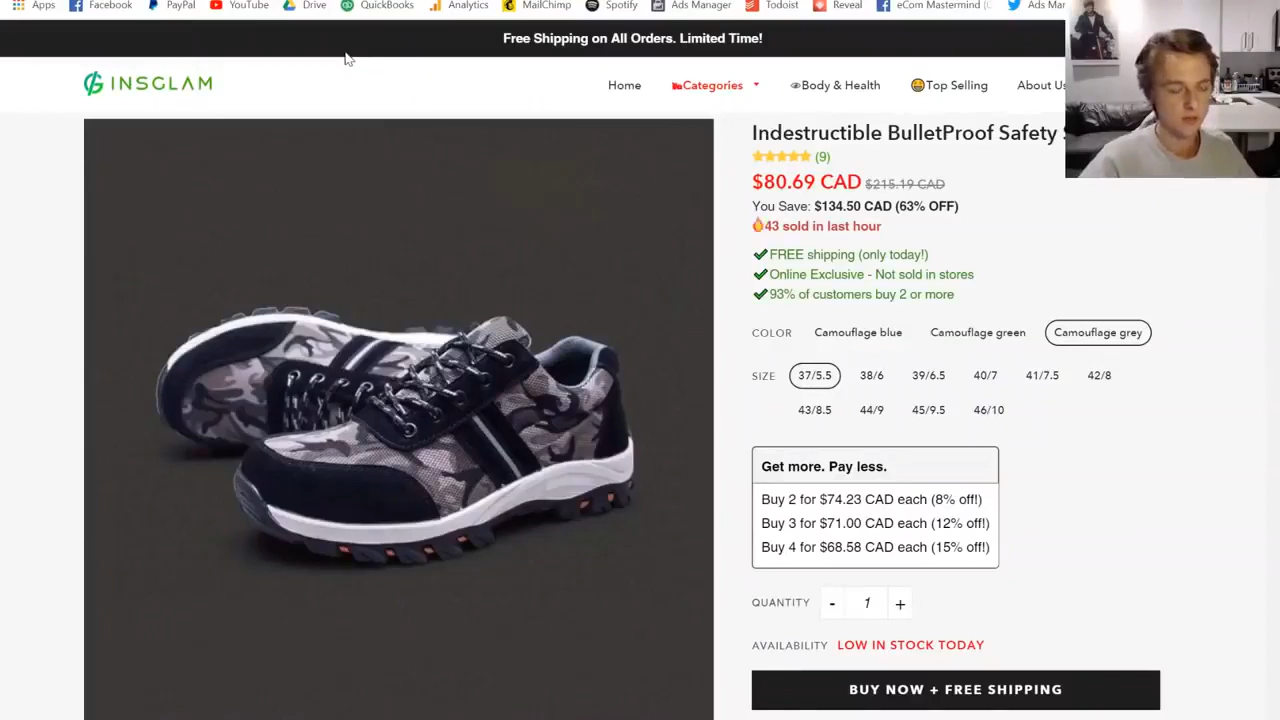 Apps Facebook PayPal YouTube Drive QuickBooks Analytics MailChimp Spotify Ads Manager Todoist Reveal eCom Mastermind Ads Mar
Free Shipping on All Orders. Limited Time!
INSGLAM
Home Categories Body & Health Top Selling About Us
Indestructible BulletProof Safety
(9)
$80.69 CAD $215.19 CAD
You Save: $134.50 CAD (63% OFF)
43 sold in last hour
FREE shipping (only today!)
Online Exclusive - Not sold in stores
93% of customers buy 2 or more
COLOR Camouflage blue Camouflage green Camouflage grey
SIZE 37/5.5 38/6 39/6.5 40/7 41/7.5 42/8
43/8.5 44/9 45/9.5 46/10
Get more. Pay less.
Buy 2 for $74.23 CAD each (8% off!)
Buy 3 for $71.00 CAD each (12% off!)
Buy 4 for $68.58 CAD each (15% off!)
QUANTITY - 1 +
AVAILABILITY LOW IN STOCK TODAY
BUY NOW + FREE SHIPPING